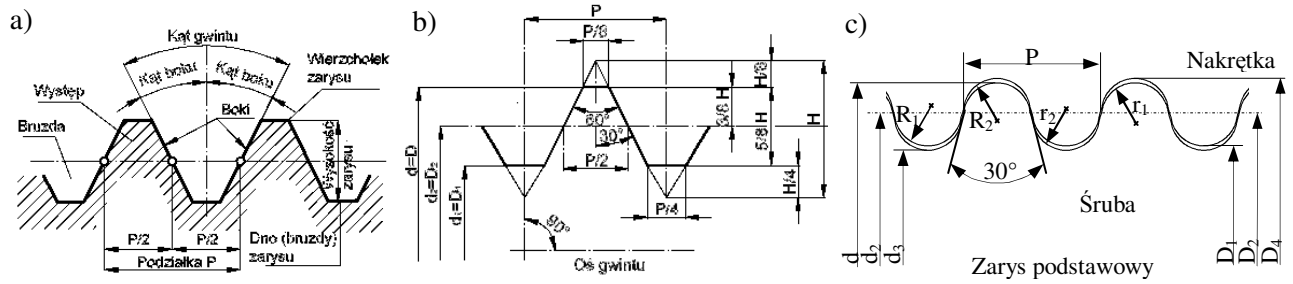 a)
Kąt gwintu
Kąt boku
Kąt boku
Wierzchołek
zarysu
Występ
Boki
Bruzda
Wysokość
zarysu
P/2
P/2
Dno (bruzdy)
zarysu
Podziałka P
b)
P
P/8
H/8
3/8 H
5/8 H
H
60°
30°
P/2
H/4
P/4
d=D
d₂=D₂
d₁=D₁
90°
Oś gwintu
c)
P
Nakrętka
R₁
R₂
r₂
r₁
30°
Śruba
d
d₂
d₃
D₁
D₂
D₄
Zarys podstawowy